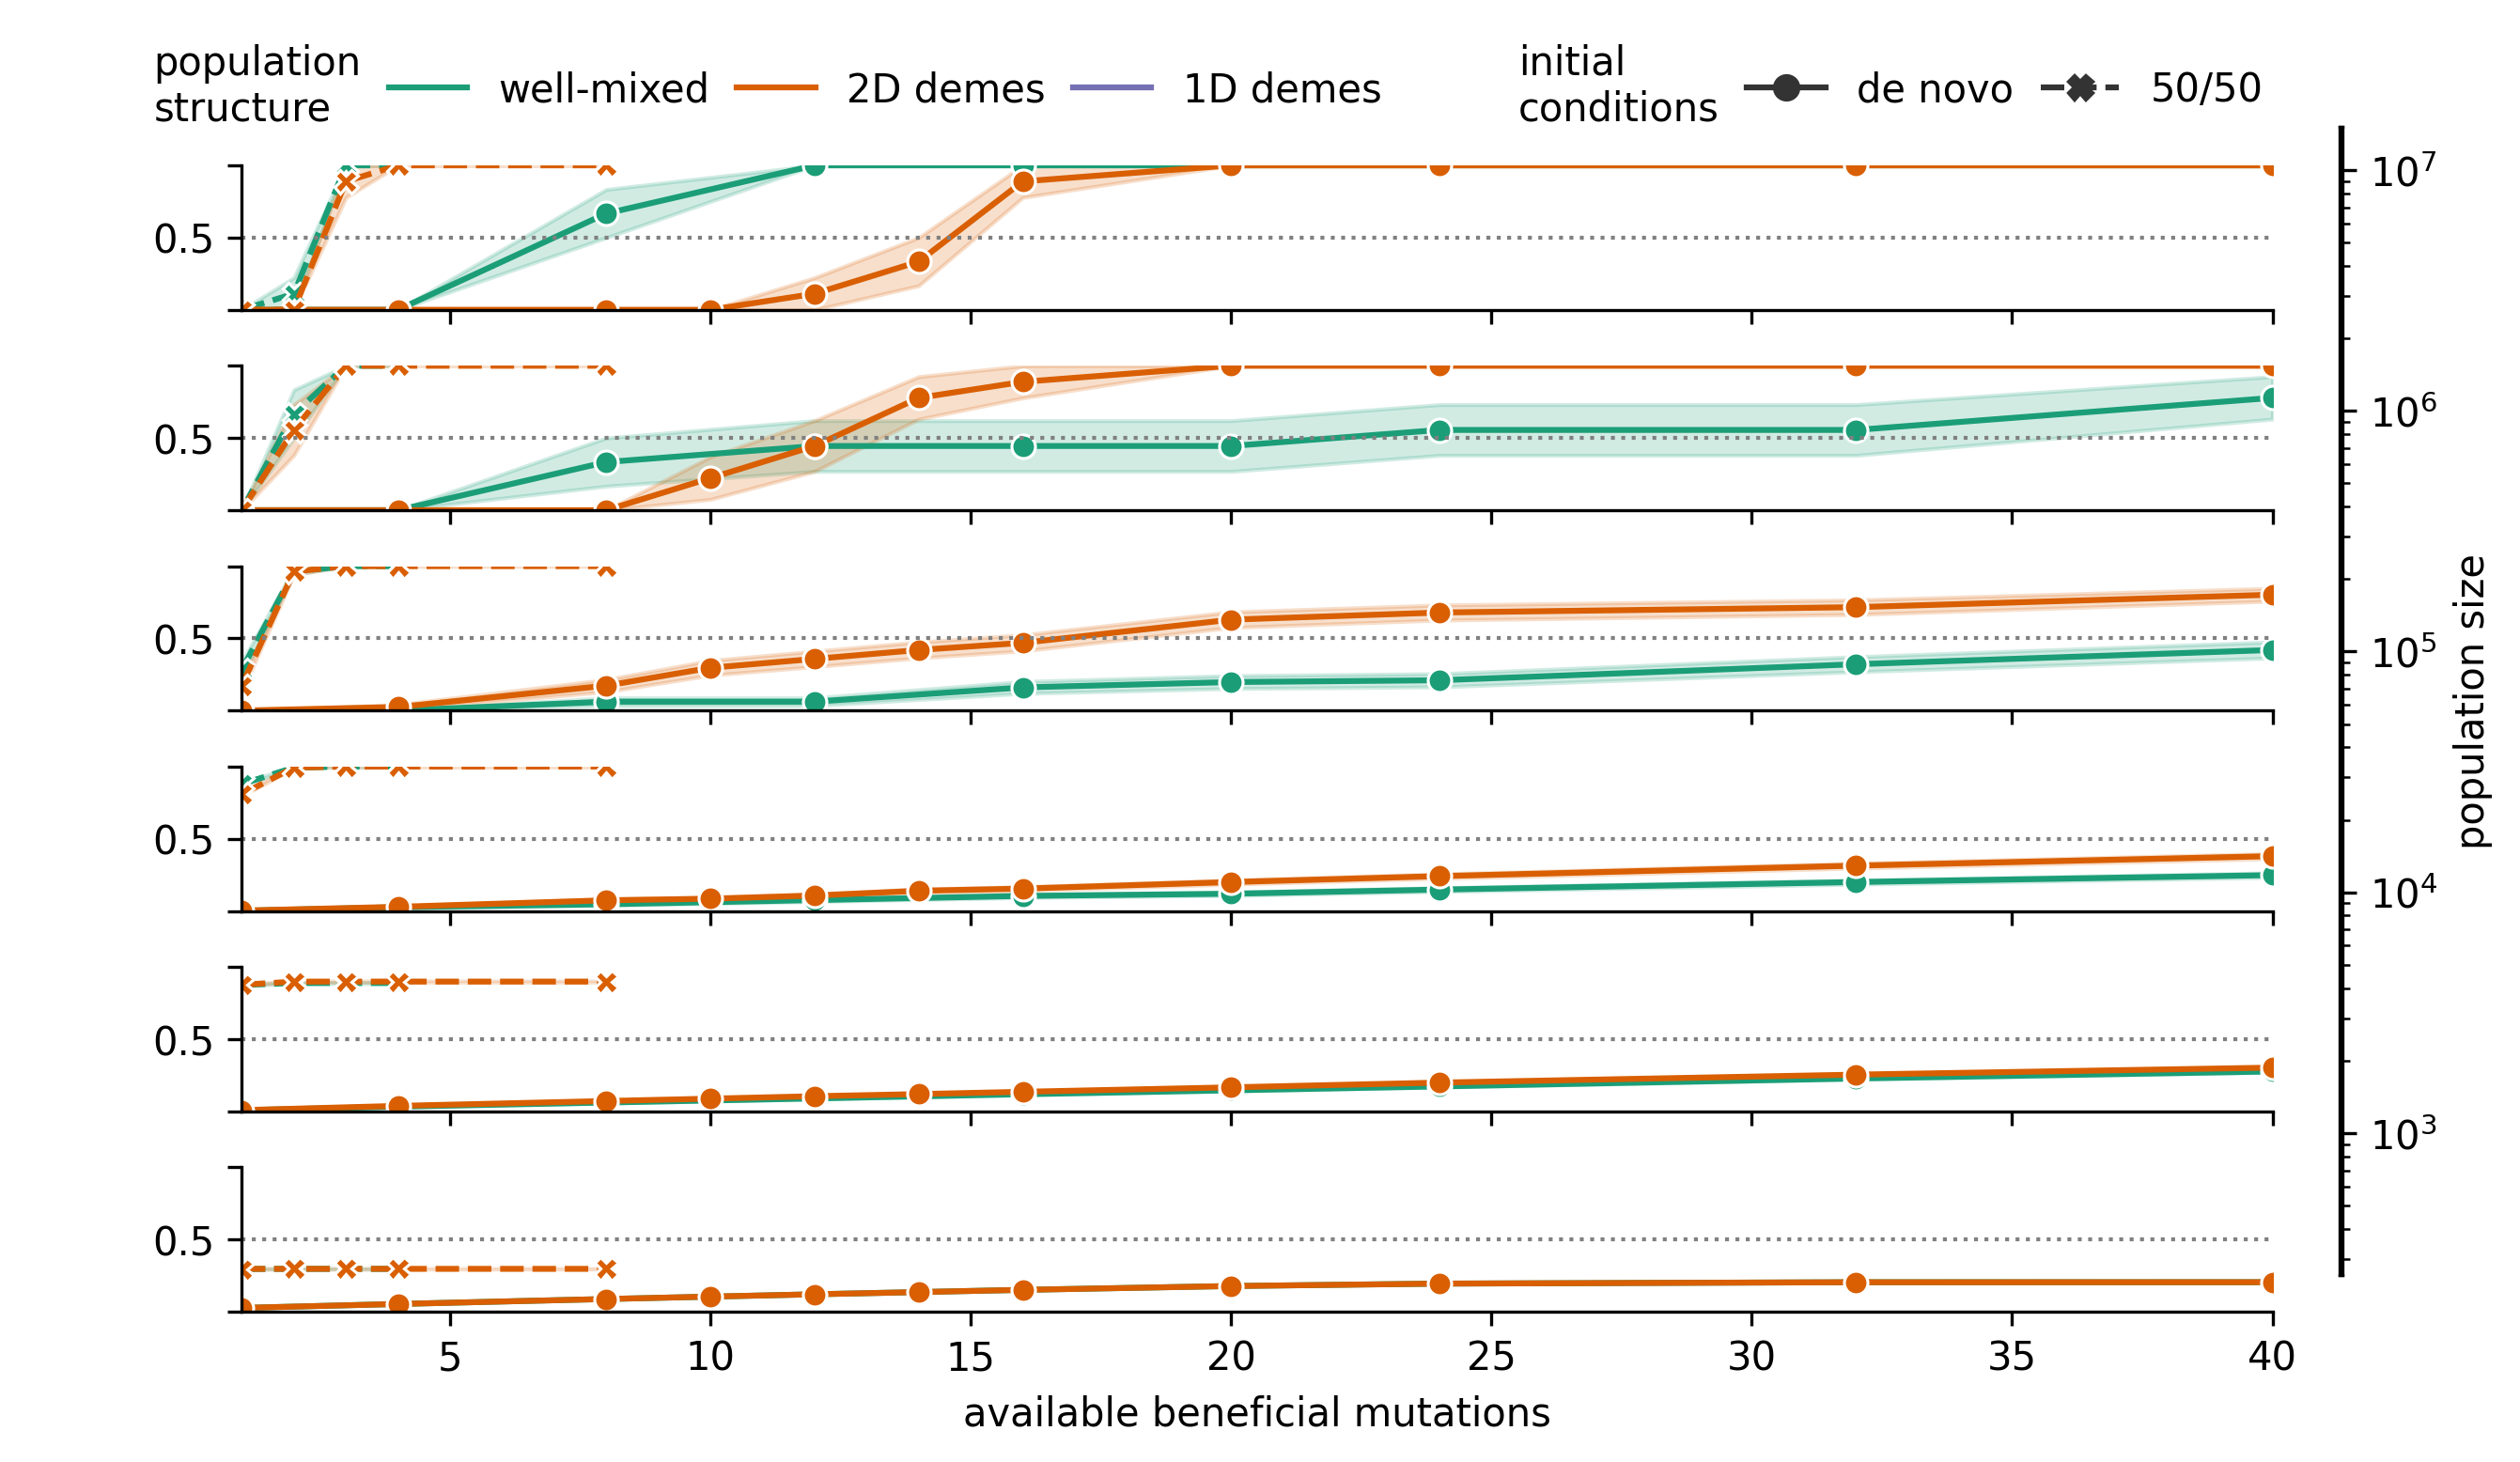 population
structure
well-mixed
2D demes
1D demes
initial
conditions
de novo
50/50
0.5
0.5
0.5
0.5
0.5
0.5
5
10
15
20
25
30
35
40
available beneficial mutations
10⁷
10⁶
10⁵
10⁴
10³
population size